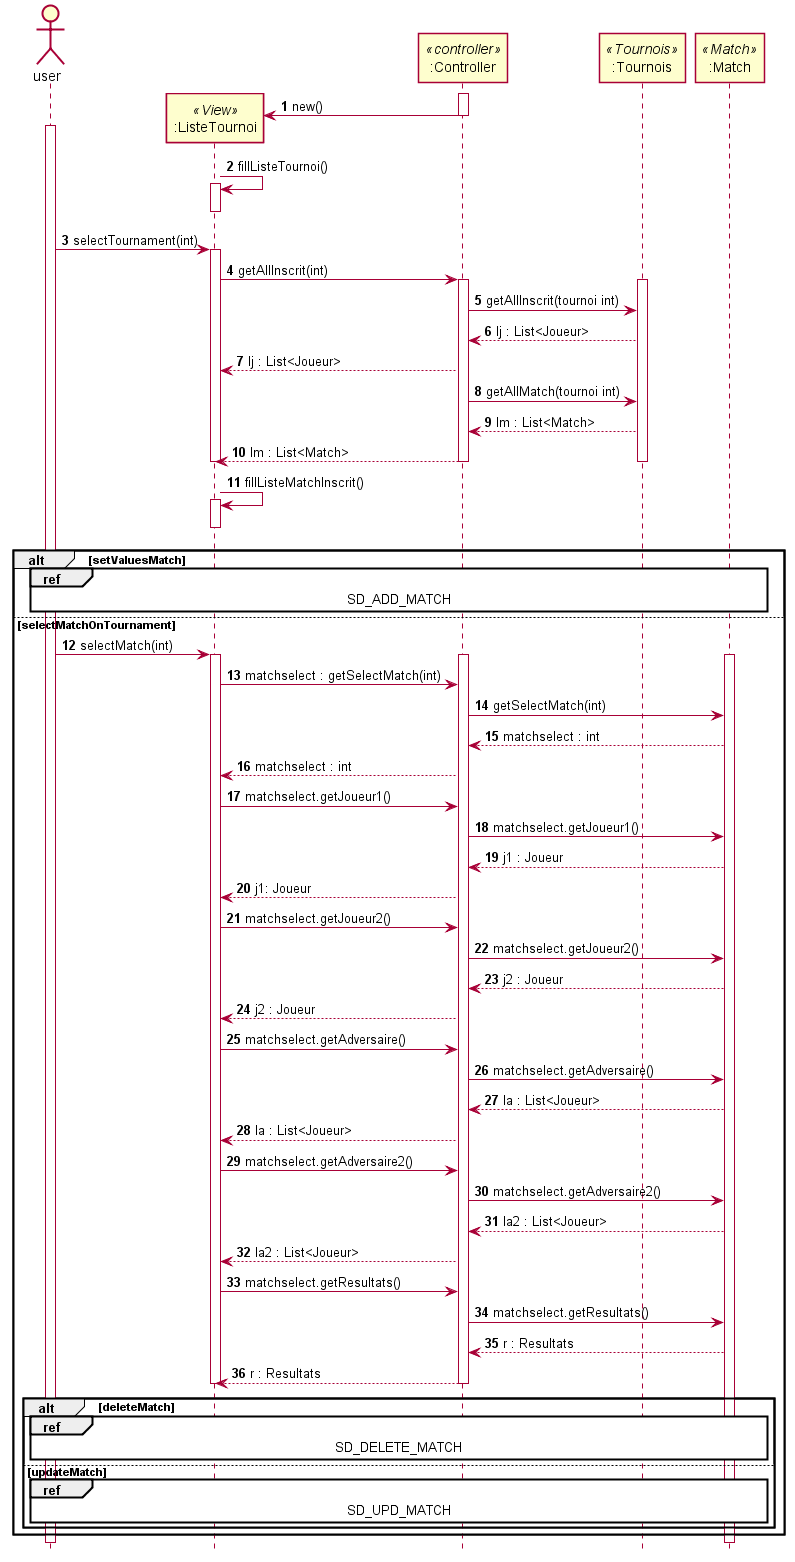 user
«View»
:ListeTournoi
«controller»
:Controller
«Tournois»
:Tournois
«Match»
:Match
1 new()
2 fillListeTournoi()
3 selectTournament(int)
4 getAllInscrit(int)
5 getAllInscrit(tournoi int)
6 lj : List<Joueur>
7 lj : List<Joueur>
8 getAllMatch(tournoi int)
9 lm : List<Match>
10 lm : List<Match>
11 fillListeMatchInscrit()
alt [setValuesMatch]
ref
SD_ADD_MATCH
[selectMatchOnTournament]
12 selectMatch(int)
13 matchselect : getSelectMatch(int)
14 getSelectMatch(int)
15 matchselect : int
16 matchselect : int
17 matchselect.getJoueur1()
18 matchselect.getJoueur1()
19 j1 : Joueur
20 j1: Joueur
21 matchselect.getJoueur2()
22 matchselect.getJoueur2()
23 j2 : Joueur
24 j2 : Joueur
25 matchselect.getAdversaire()
26 matchselect.getAdversaire()
27 la : List<Joueur>
28 la : List<Joueur>
29 matchselect.getAdversaire2()
30 matchselect.getAdversaire2()
31 la2 : List<Joueur>
32 la2 : List<Joueur>
33 matchselect.getResultats()
34 matchselect.getResultats()
35 r : Resultats
36 r : Resultats
alt [deleteMatch]
ref
SD_DELETE_MATCH
[updateMatch]
ref
SD_UPD_MATCH